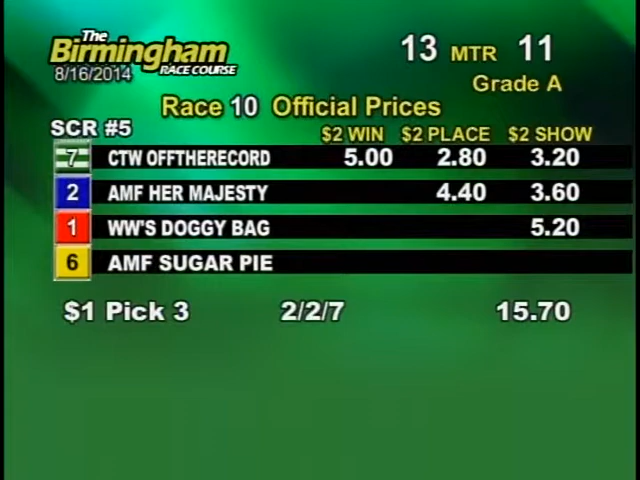 The
Birmingham
RACE COURSE
8/16/2014
13 MTR 11
Grade A
Race 10 Official Prices
SCR #5
$2 WIN $2 PLACE $2 SHOW
7 CTW OFFTHERECORD 5.00 2.80 3.20
2 AMF HER MAJESTY 4.40 3.60
1 WW'S DOGGY BAG 5.20
6 AMF SUGAR PIE
$1 Pick 3 2/2/7 15.70